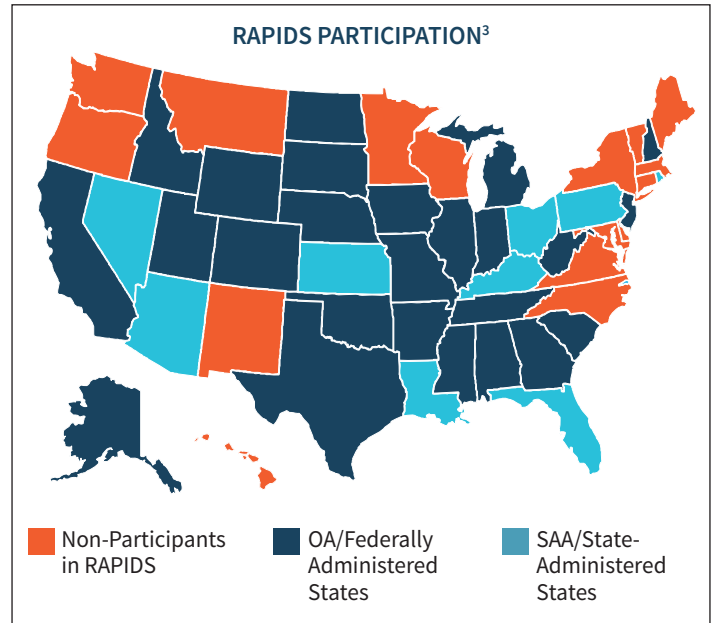 RAPIDS PARTICIPATION³
Non-Participants
in RAPIDS
OA/Federally
Administered
States
SAA/State-
Administered
States